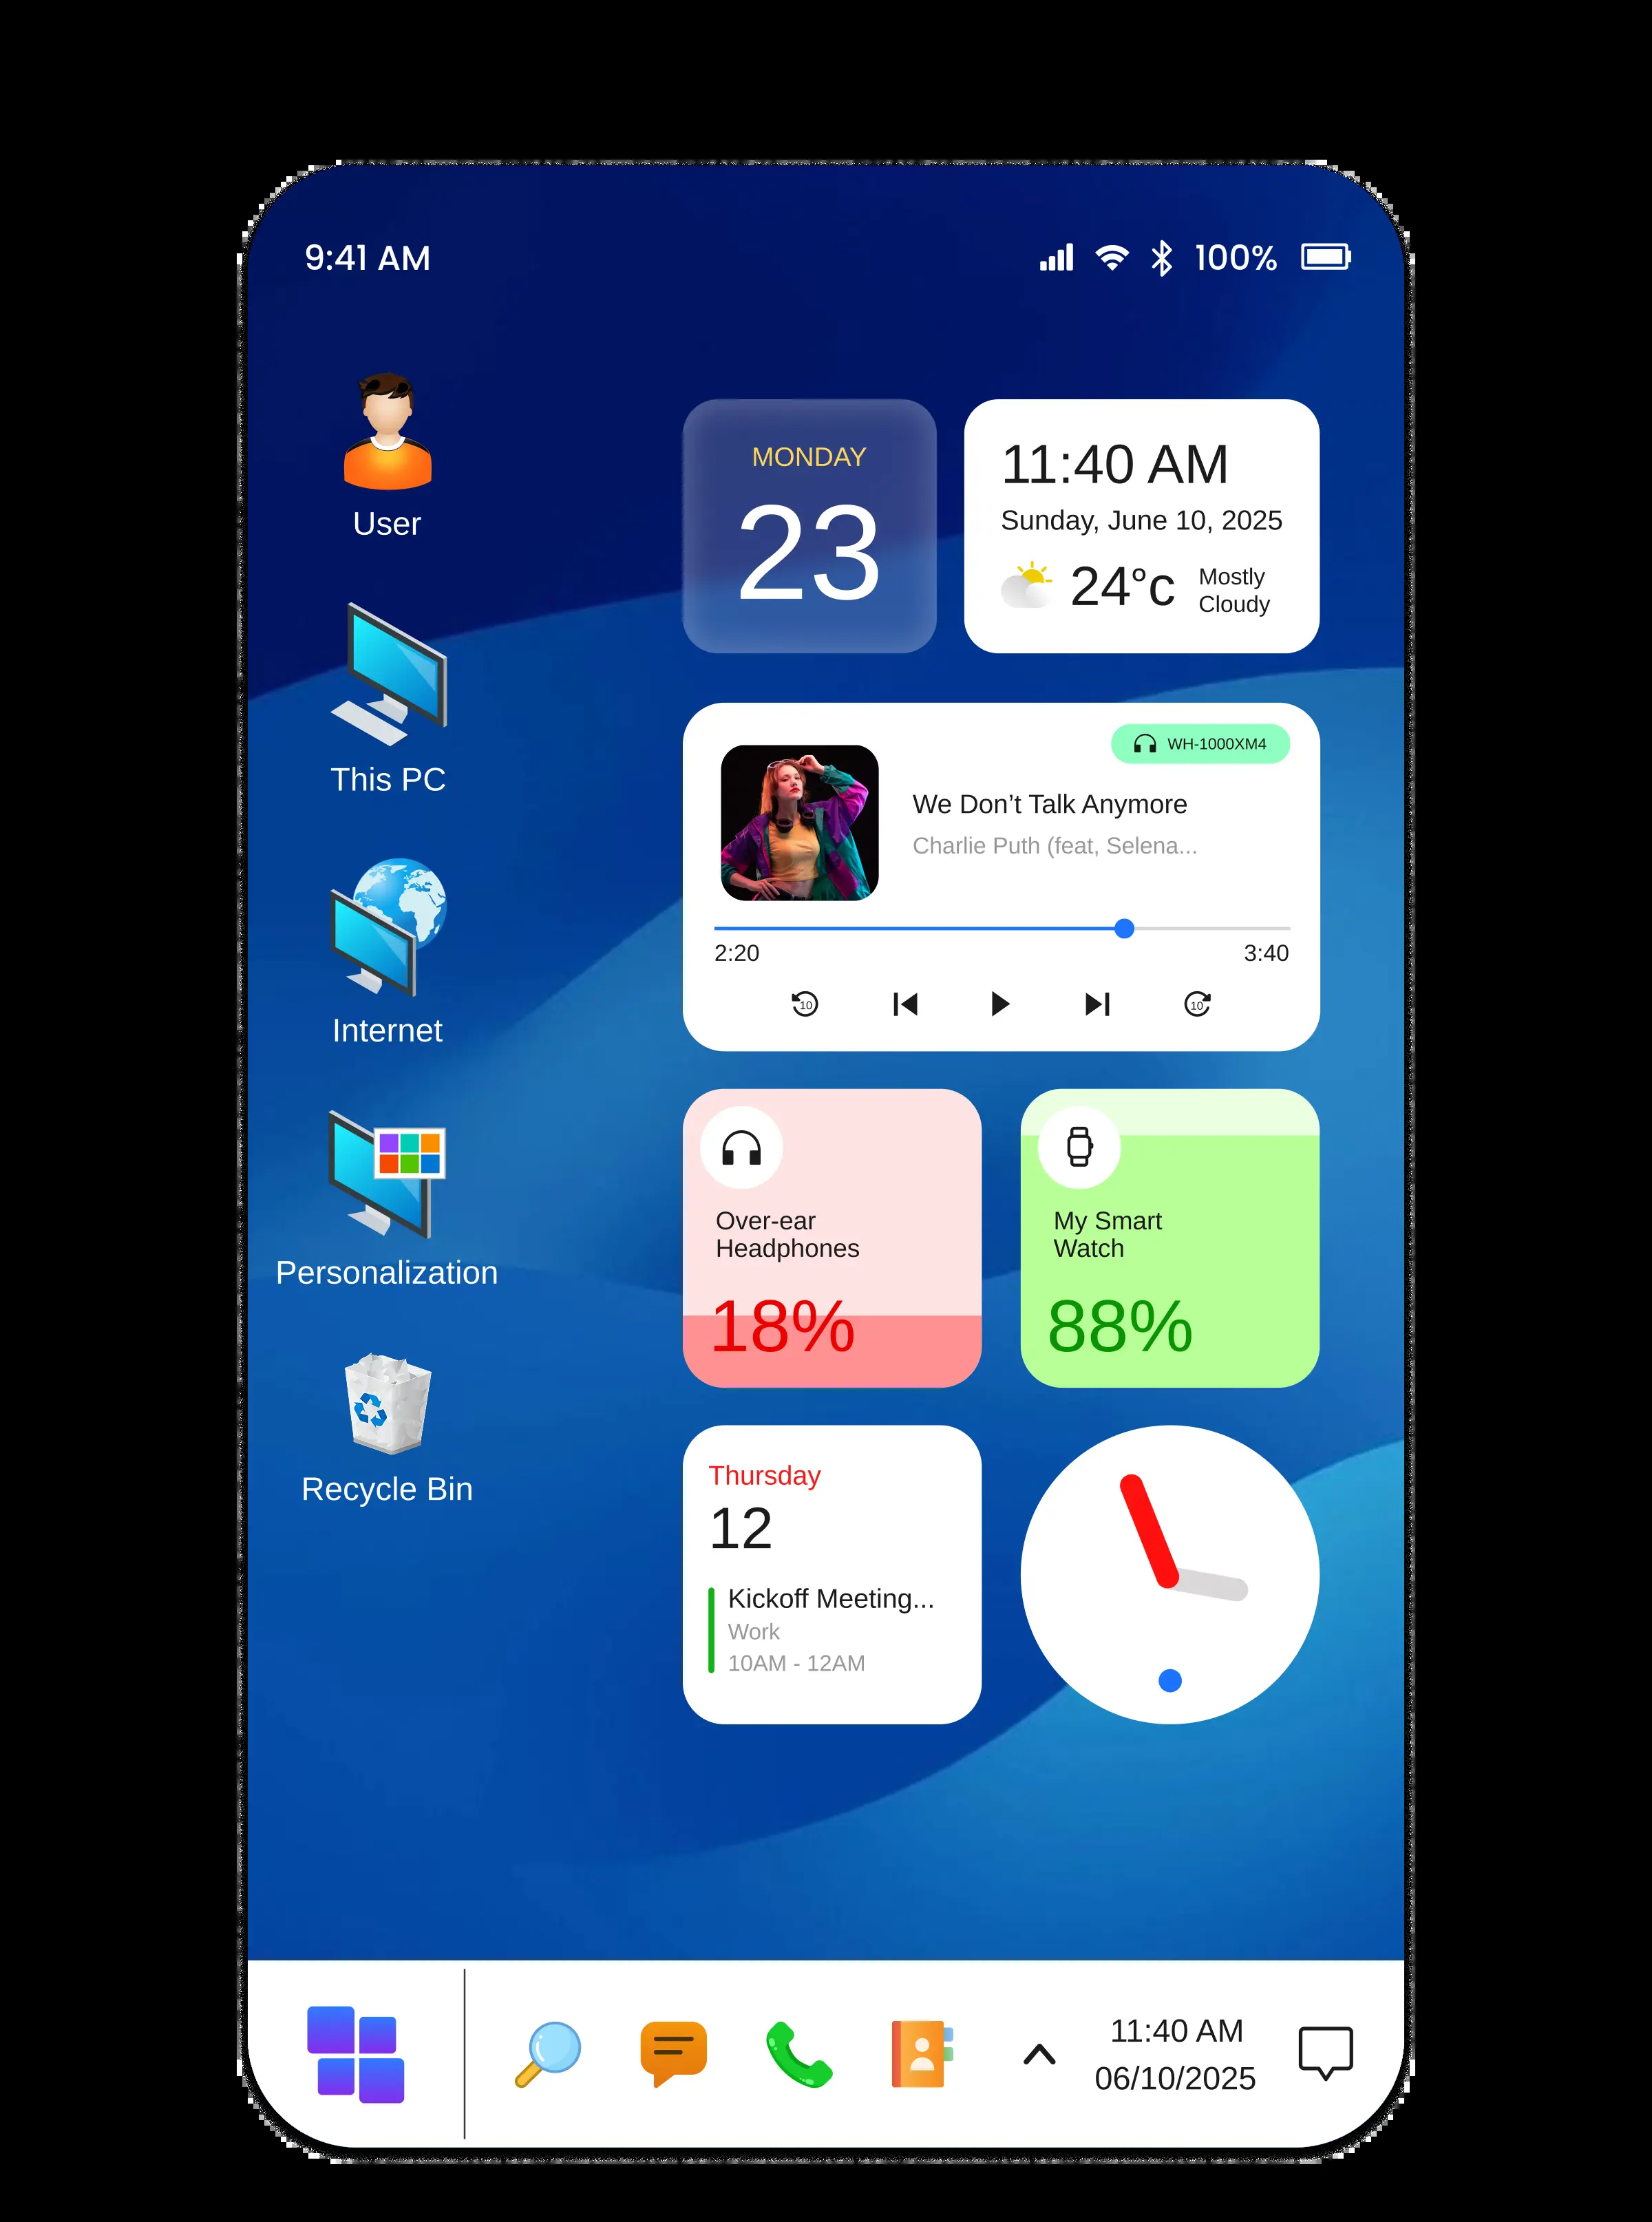 9:41 AM
100%
User
This PC
Internet
Personalization
Recycle Bin
MONDAY
23
11:40 AM
Sunday, June 10, 2025
24°c
Mostly
Cloudy
WH-1000XM4
We Don’t Talk Anymore
Charlie Puth (feat, Selena...
2:20
3:40
10
10
Over-ear
Headphones
18%
My Smart
Watch
88%
Thursday
12
Kickoff Meeting...
Work
10AM - 12AM
11:40 AM
06/10/2025